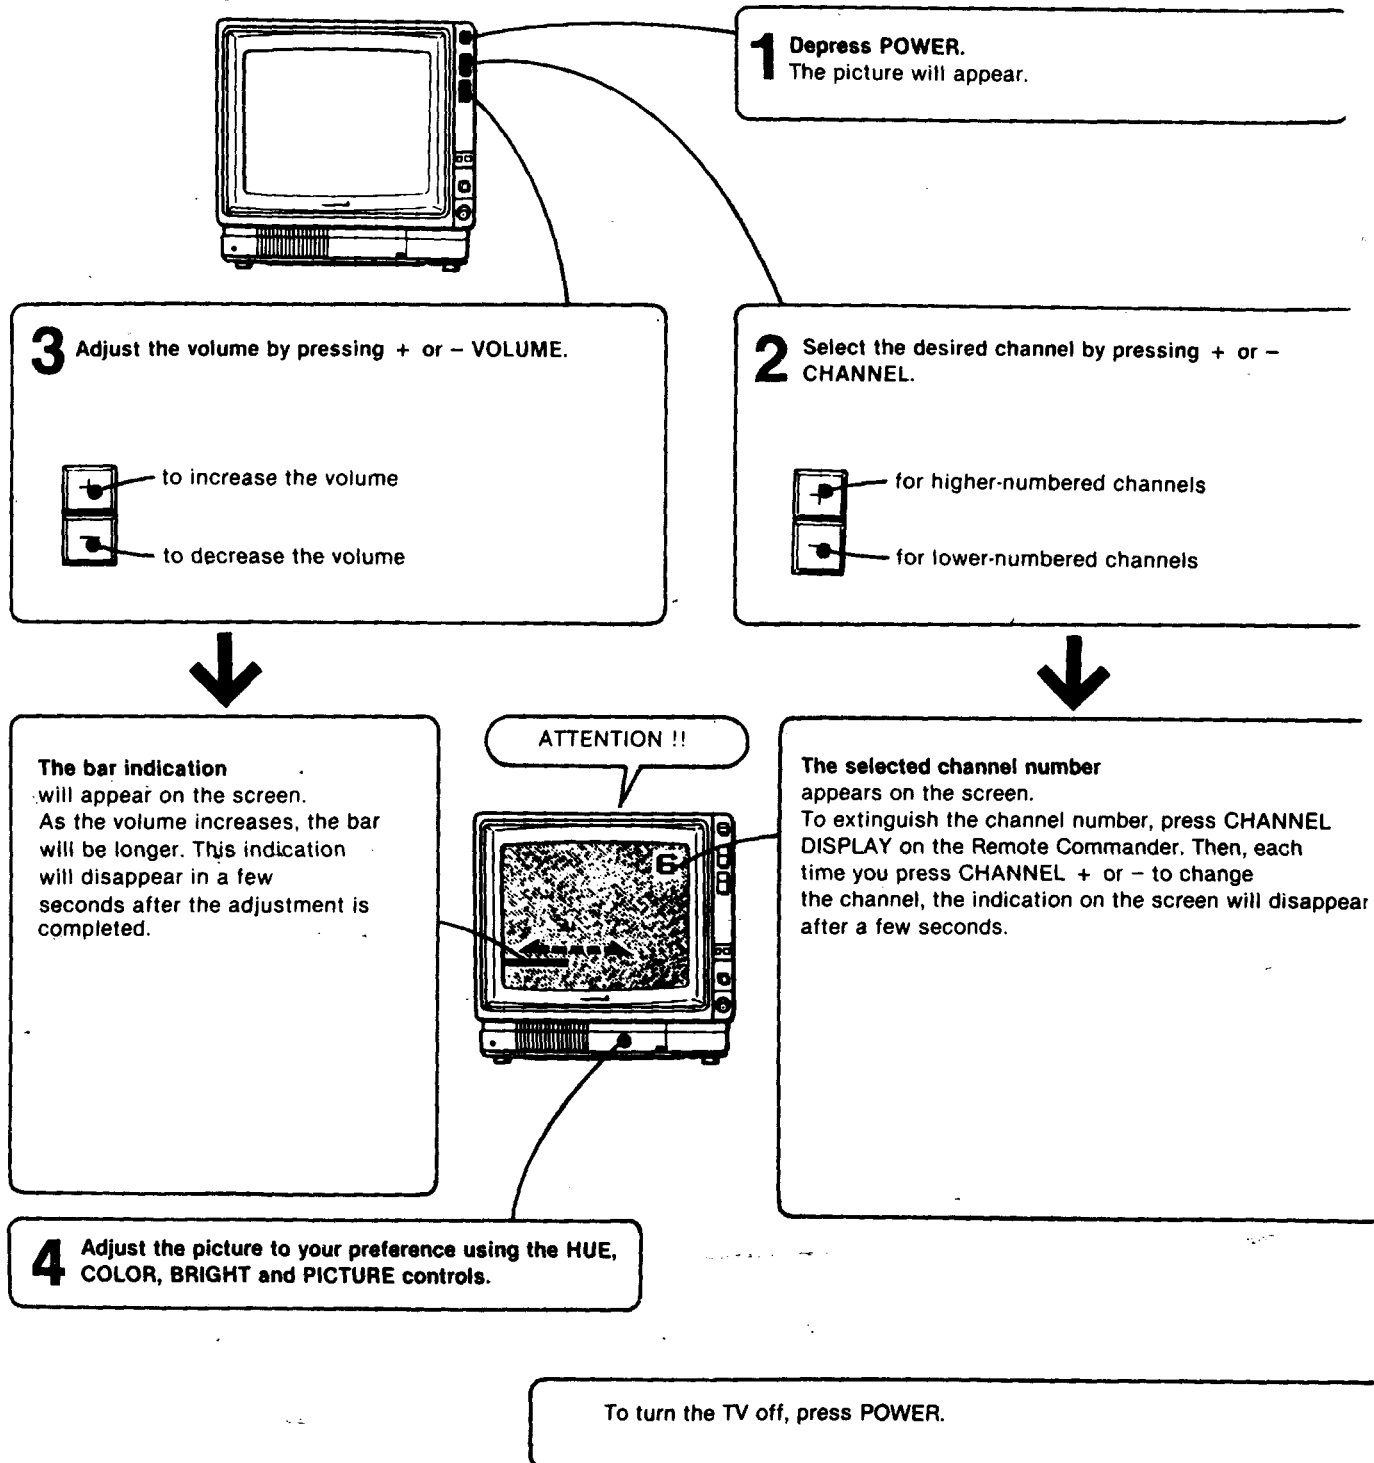 1 Depress POWER.
The picture will appear.
3 Adjust the volume by pressing + or – VOLUME.
+ to increase the volume
– to decrease the volume
2 Select the desired channel by pressing + or –
CHANNEL.
+ for higher-numbered channels
– for lower-numbered channels
The bar indication
will appear on the screen.
As the volume increases, the bar
will be longer. This indication
will disappear in a few
seconds after the adjustment is
completed.
ATTENTION !!
6
The selected channel number
appears on the screen.
To extinguish the channel number, press CHANNEL
DISPLAY on the Remote Commander. Then, each
time you press CHANNEL + or – to change
the channel, the indication on the screen will disappear
after a few seconds.
4 Adjust the picture to your preference using the HUE,
COLOR, BRIGHT and PICTURE controls.
To turn the TV off, press POWER.